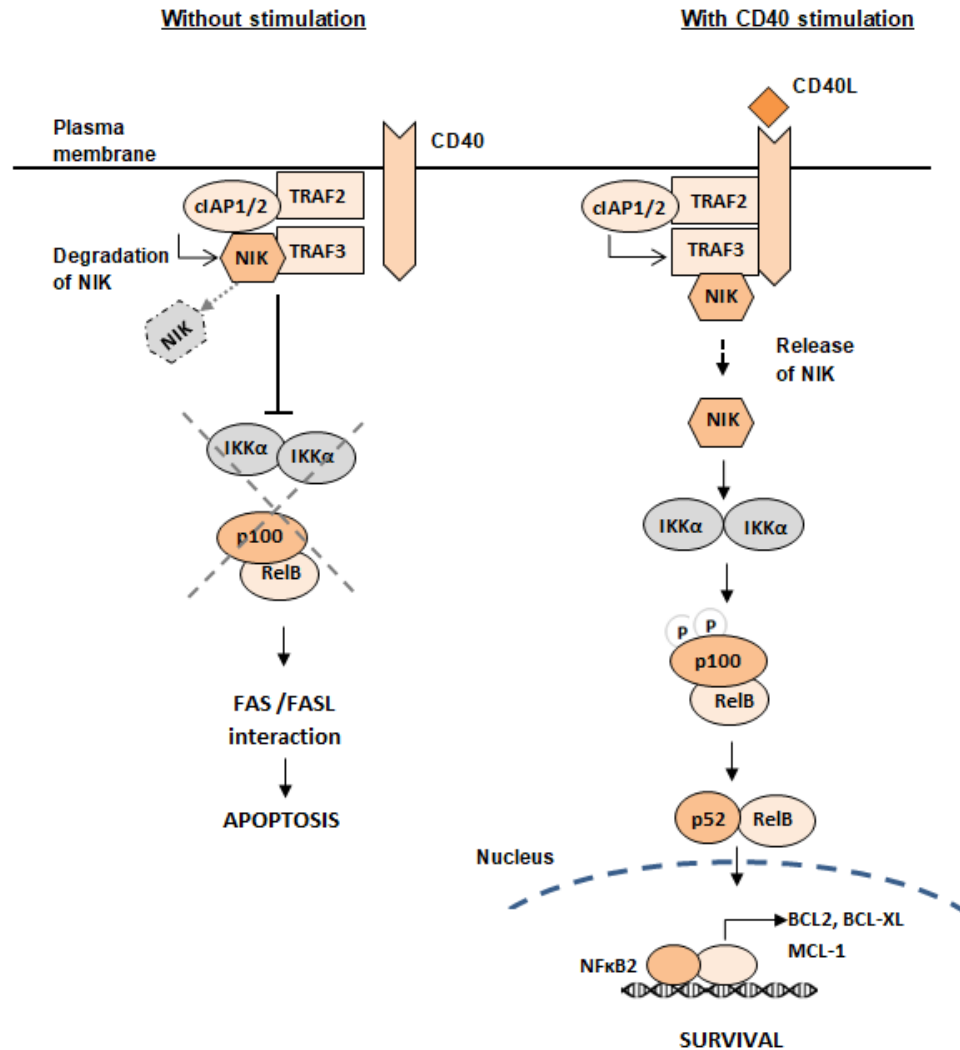 Without stimulation
Plasma
membrane
CD40
cIAP1/2
TRAF2
TRAF3
NIK
Degradation
of NIK
NIK
IKKα
IKKα
p100
RelB
FAS /FASL
interaction
APOPTOSIS
With CD40 stimulation
CD40L
cIAP1/2
TRAF2
TRAF3
NIK
Release
of NIK
NIK
IKKα
IKKα
P
P
p100
RelB
p52
RelB
Nucleus
BCL2, BCL-XL
MCL-1
NFκB2
SURVIVAL